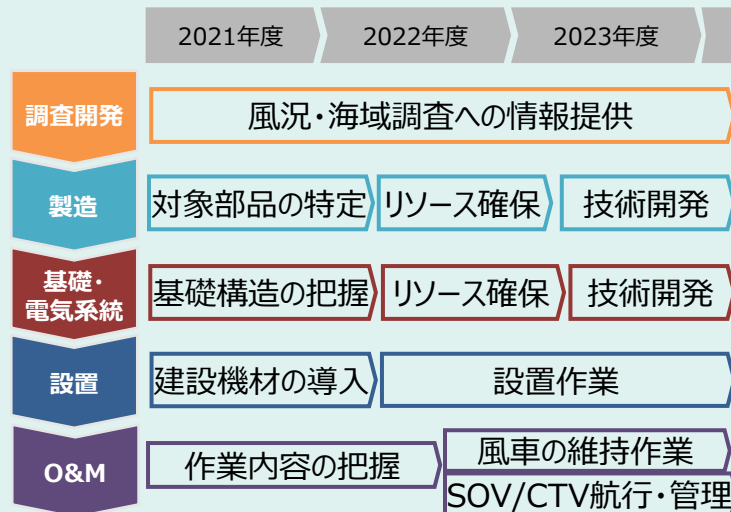 2021年度 2022年度 2023年度
調査開発 風況・海域調査への情報提供
製造 対象部品の特定 リソース確保 技術開発
基礎・
電気系統 基礎構造の把握 リソース確保 技術開発
設置 建設機材の導入 設置作業
O&M 作業内容の把握 風車の維持作業
SOV/CTV航行・管理